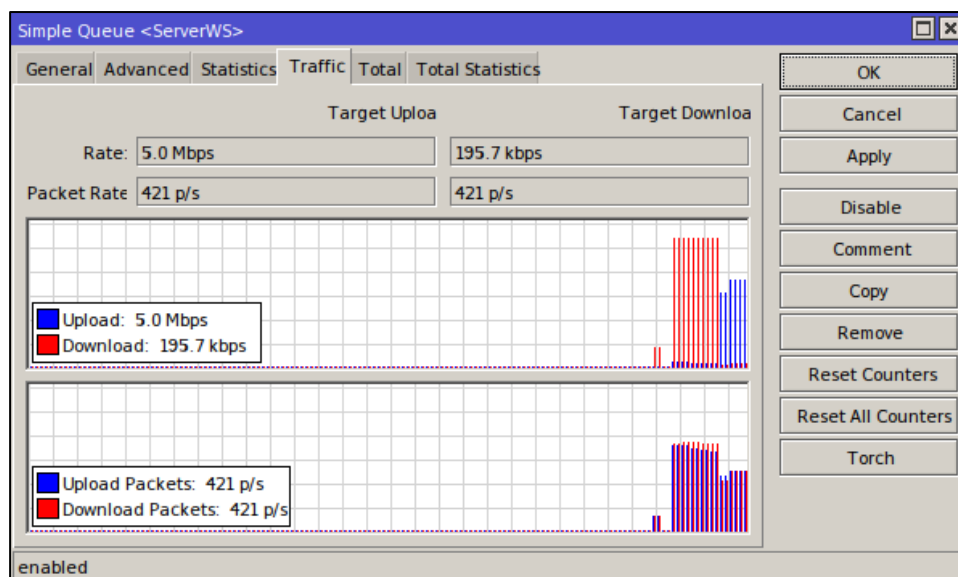 Simple Queue <ServerWS>
General Advanced Statistics Traffic Total Total Statistics
Target Uploa Target Downloa
Rate: 5.0 Mbps 195.7 kbps
Packet Rate 421 p/s 421 p/s
Upload: 5.0 Mbps
Download: 195.7 kbps
Upload Packets: 421 p/s
Download Packets: 421 p/s
OK
Cancel
Apply
Disable
Comment
Copy
Remove
Reset Counters
Reset All Counters
Torch
enabled